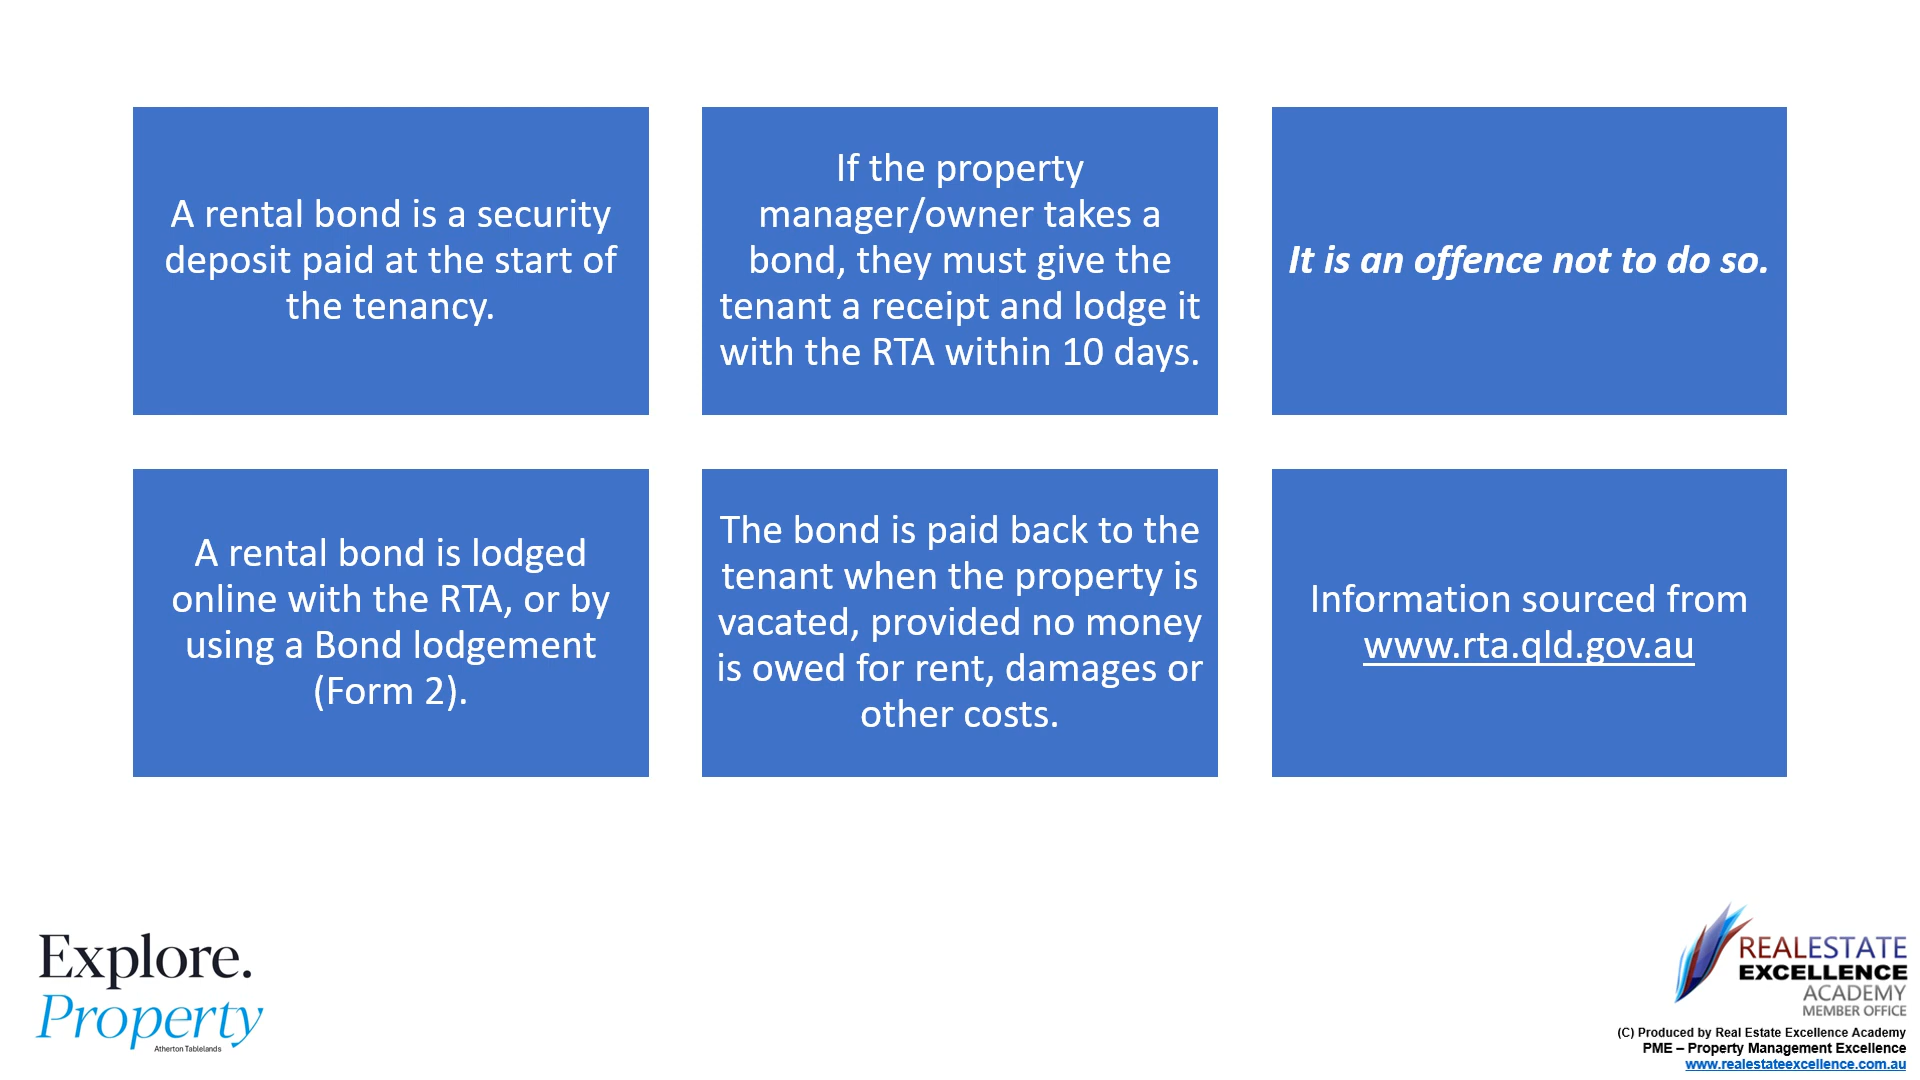 A rental bond is a security
deposit paid at the start of
the tenancy.
If the property
manager/owner takes a
bond, they must give the
tenant a receipt and lodge it
with the RTA within 10 days.
It is an offence not to do so.
A rental bond is lodged
online with the RTA, or by
using a Bond lodgement
(Form 2).
The bond is paid back to the
tenant when the property is
vacated, provided no money
is owed for rent, damages or
other costs.
Information sourced from
www.rta.qld.gov.au
Explore.
Property
Atherton Tablelands
REALESTATE
EXCELLENCE
ACADEMY
MEMBER OFFICE
(C) Produced by Real Estate Excellence Academy
PME – Property Management Excellence
www.realestateexcellence.com.au